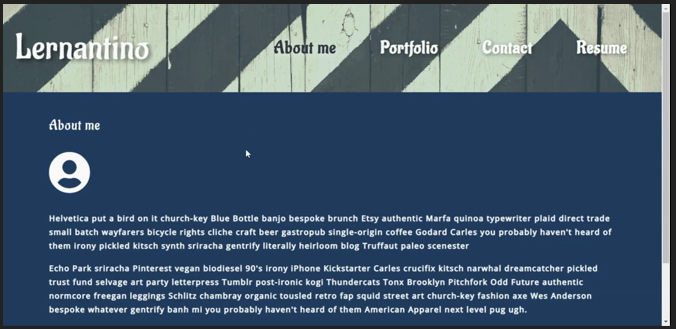 Lernantino
About me
Portfolio
Contact
Resume
About me
Helvetica put a bird on it church-key Blue Bottle banjo bespoke brunch Etsy authentic Marfa quinoa typewriter plaid direct trade
small batch wayfarers bicycle rights cliche craft beer gastropub single-origin coffee Godard Carles you probably haven't heard of
them irony pickled kitsch synth sriracha gentrify literally heirloom blog Truffaut paleo scenester
Echo Park sriracha Pinterest vegan biodiesel 90's irony iPhone Kickstarter Carles crucifix kitsch narwhal dreamcatcher pickled
trust fund selvage art party letterpress Tumblr post-ironic kogi Thundercats Tonx Brooklyn Pitchfork Odd Future authentic
normcore freegan leggings Schlitz chambray organic tousled retro fap squid street art church-key fashion axe Wes Anderson
bespoke whatever gentrify banh mi you probably haven't heard of them American Apparel next level pug ugh.